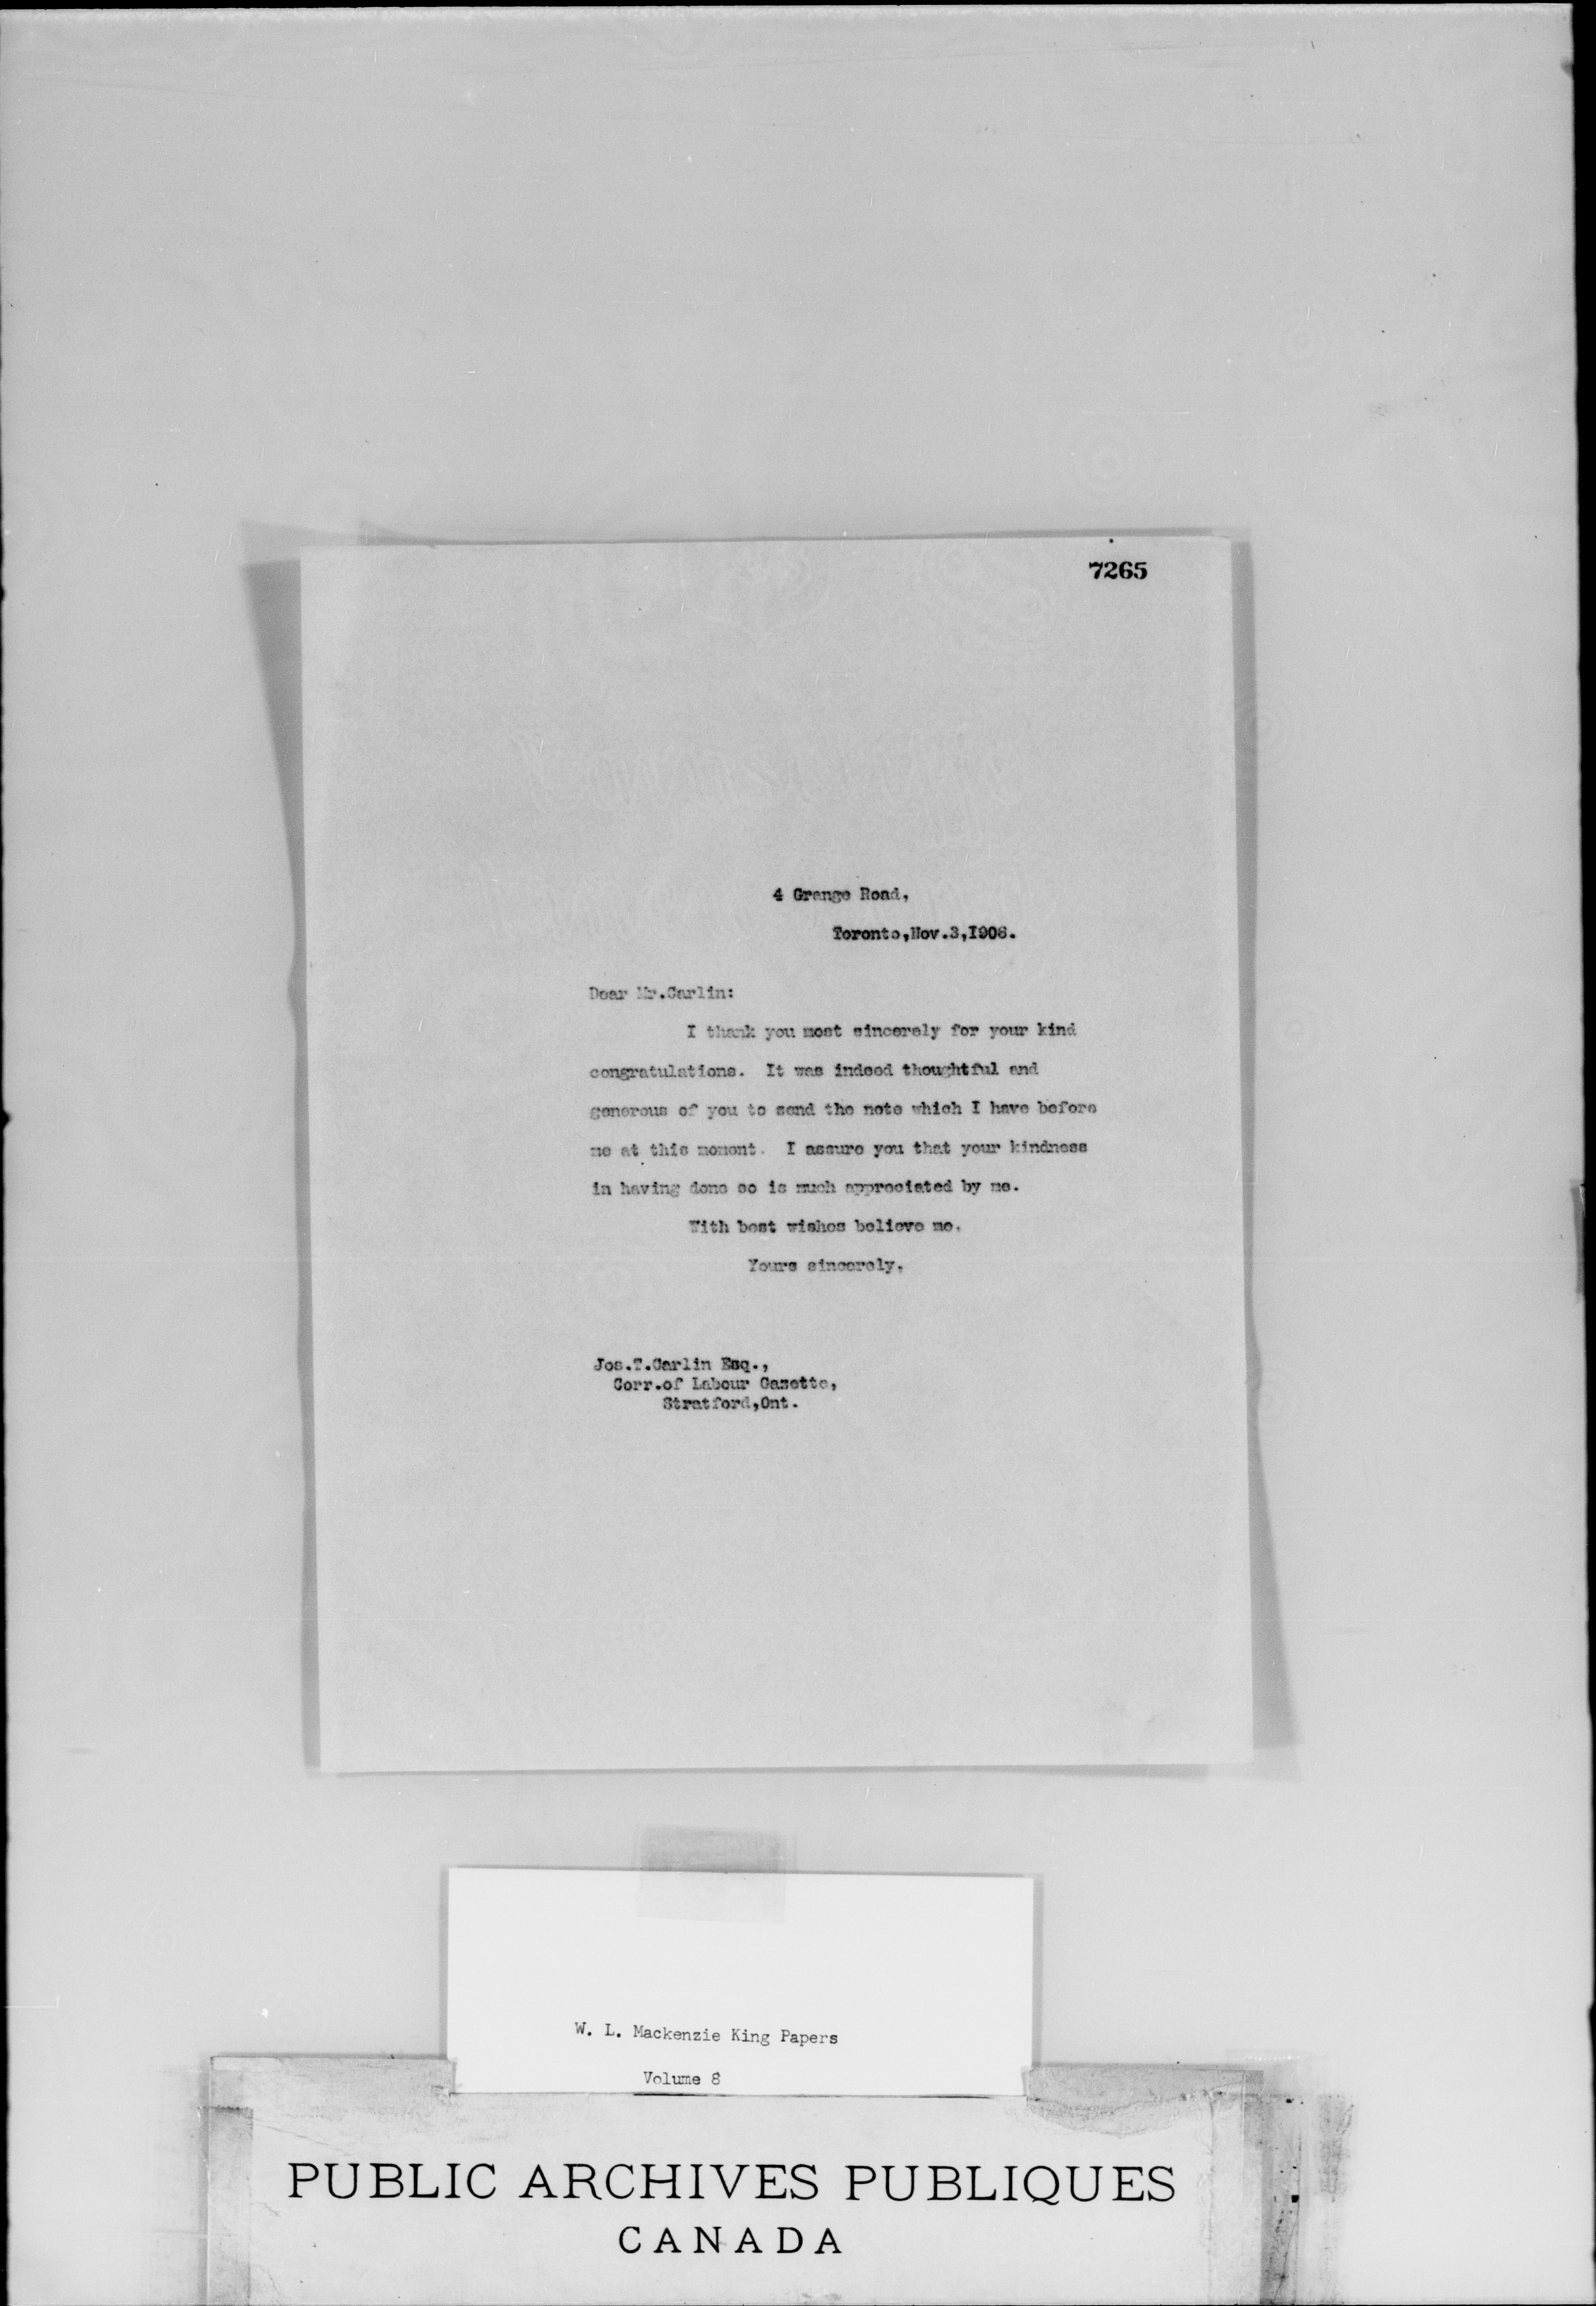 7265
4 Grange Road,
Toronto,Nov.3,I906.
Dear Mr.Carlin:
I thank you most sincerely for your kind
congratulations. It was indeed thoughtful and
generous of you to send the note which I have before
me at this moment. I assure you that your kindness
in having done so is much appreciated by me.
With best wishes believe me,
Yours sincerely,
Jos.T.Carlin Esq.,
Corr.of Labour Gazette,
Stratford,Ont.
W. L. Mackenzie King Papers
Volume 8
PUBLIC ARCHIVES PUBLIQUES
CANADA